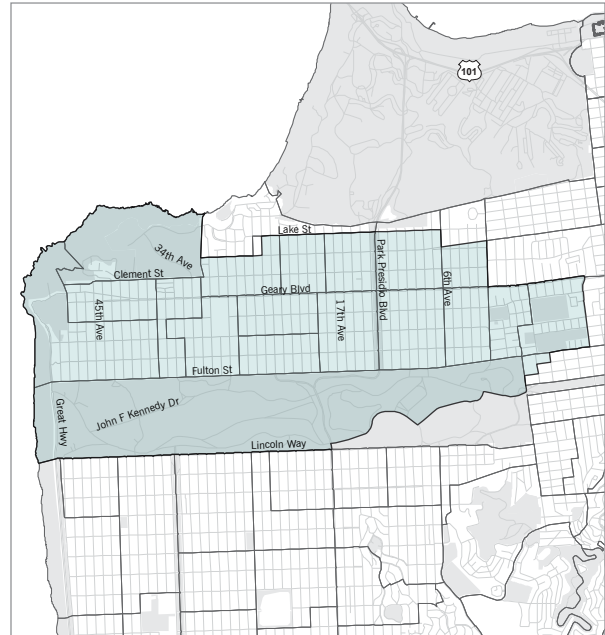 101
Lake St
34th Ave
Park Presidio Blvd
Clement St
6th Ave
Geary Blvd
45th Ave
17th Ave
Fulton St
John F Kennedy Dr
Great Hwy
Lincoln Way